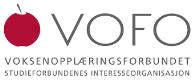 VOFO
VOKSENOPPLÆRINGSFORBUNDET
STUDIEFORBUNDENES INTERESSEORGANISASJON